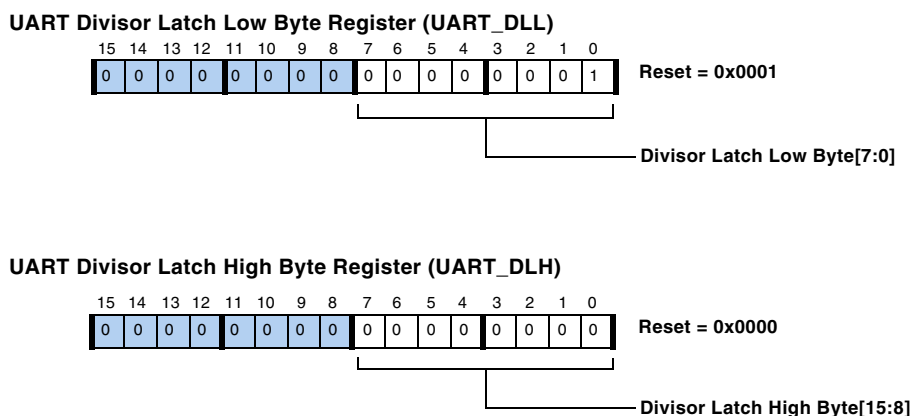 UART Divisor Latch Low Byte Register (UART_DLL)
15 14 13 12 11 10 9 8 7 6 5 4 3 2 1 0
0 0 0 0 0 0 0 0 0 0 0 0 0 0 0 1 Reset = 0x0001
Divisor Latch Low Byte[7:0]
UART Divisor Latch High Byte Register (UART_DLH)
15 14 13 12 11 10 9 8 7 6 5 4 3 2 1 0
0 0 0 0 0 0 0 0 0 0 0 0 0 0 0 0 Reset = 0x0000
Divisor Latch High Byte[15:8]